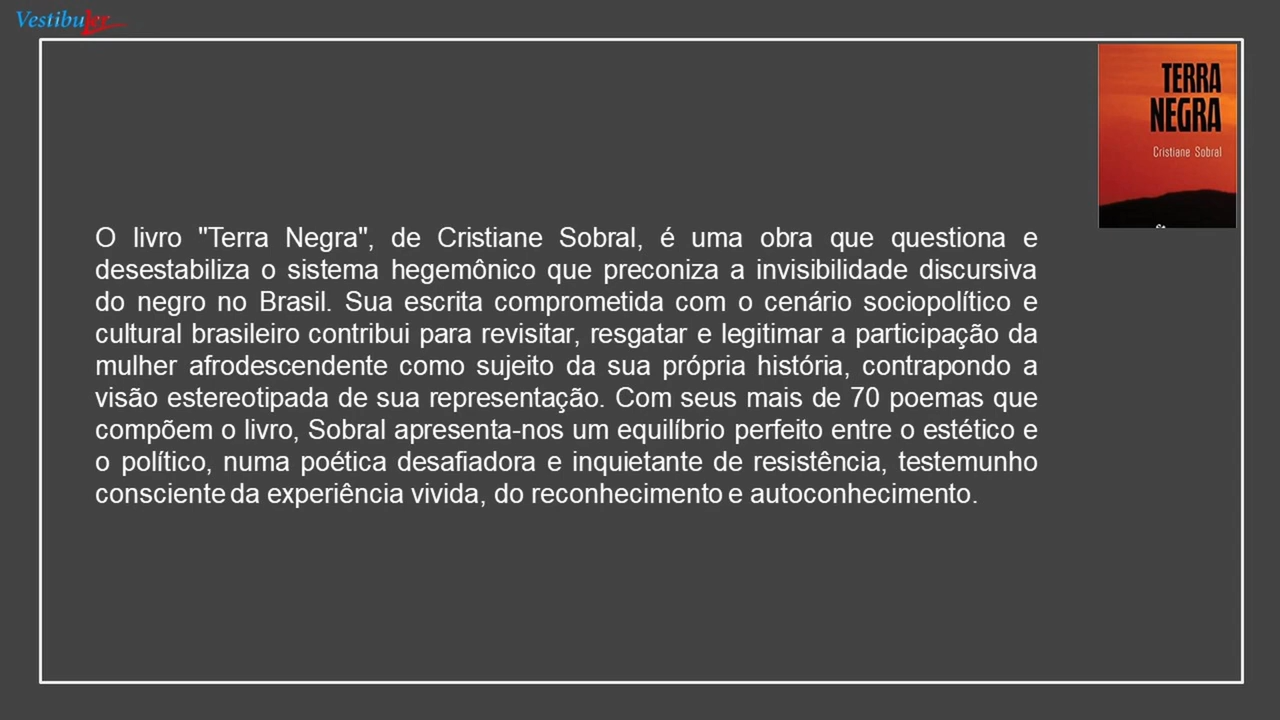 VestibuLer
TERRA
NEGRA
Cristiane Sobral
O livro "Terra Negra", de Cristiane Sobral, é uma obra que questiona e
desestabiliza o sistema hegemônico que preconiza a invisibilidade discursiva
do negro no Brasil. Sua escrita comprometida com o cenário sociopolítico e
cultural brasileiro contribui para revisitar, resgatar e legitimar a participação da
mulher afrodescendente como sujeito da sua própria história, contrapondo a
visão estereotipada de sua representação. Com seus mais de 70 poemas que
compõem o livro, Sobral apresenta-nos um equilíbrio perfeito entre o estético e
o político, numa poética desafiadora e inquietante de resistência, testemunho
consciente da experiência vivida, do reconhecimento e autoconhecimento.